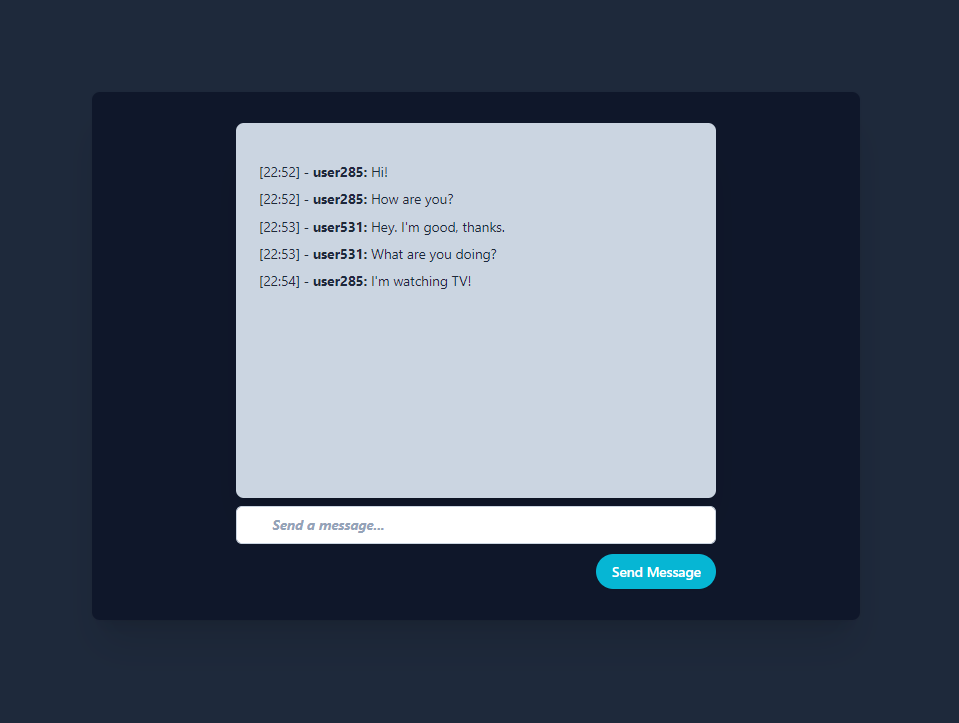 [22:52] - user285: Hi!
[22:52] - user285: How are you?
[22:53] - user531: Hey. I'm good, thanks.
[22:53] - user531: What are you doing?
[22:54] - user285: I'm watching TV!
Send a message...
Send Message